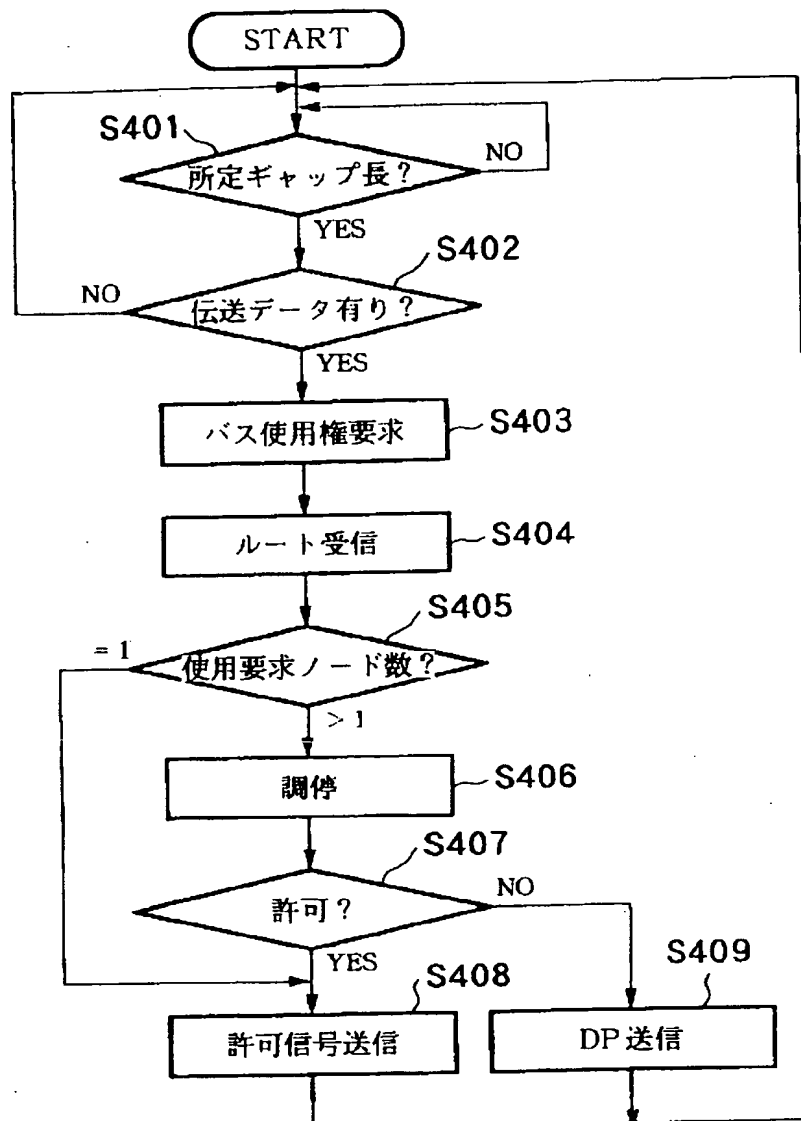 START
S401
所定ギャップ長?
NO
YES
S402
NO
伝送データ有り?
YES
バス使用権要求
S403
ルート受信
S404
S405
= 1
使用要求ノード数?
> 1
調停
S406
S407
許可?
NO
YES
S408
S409
許可信号送信
DP送信